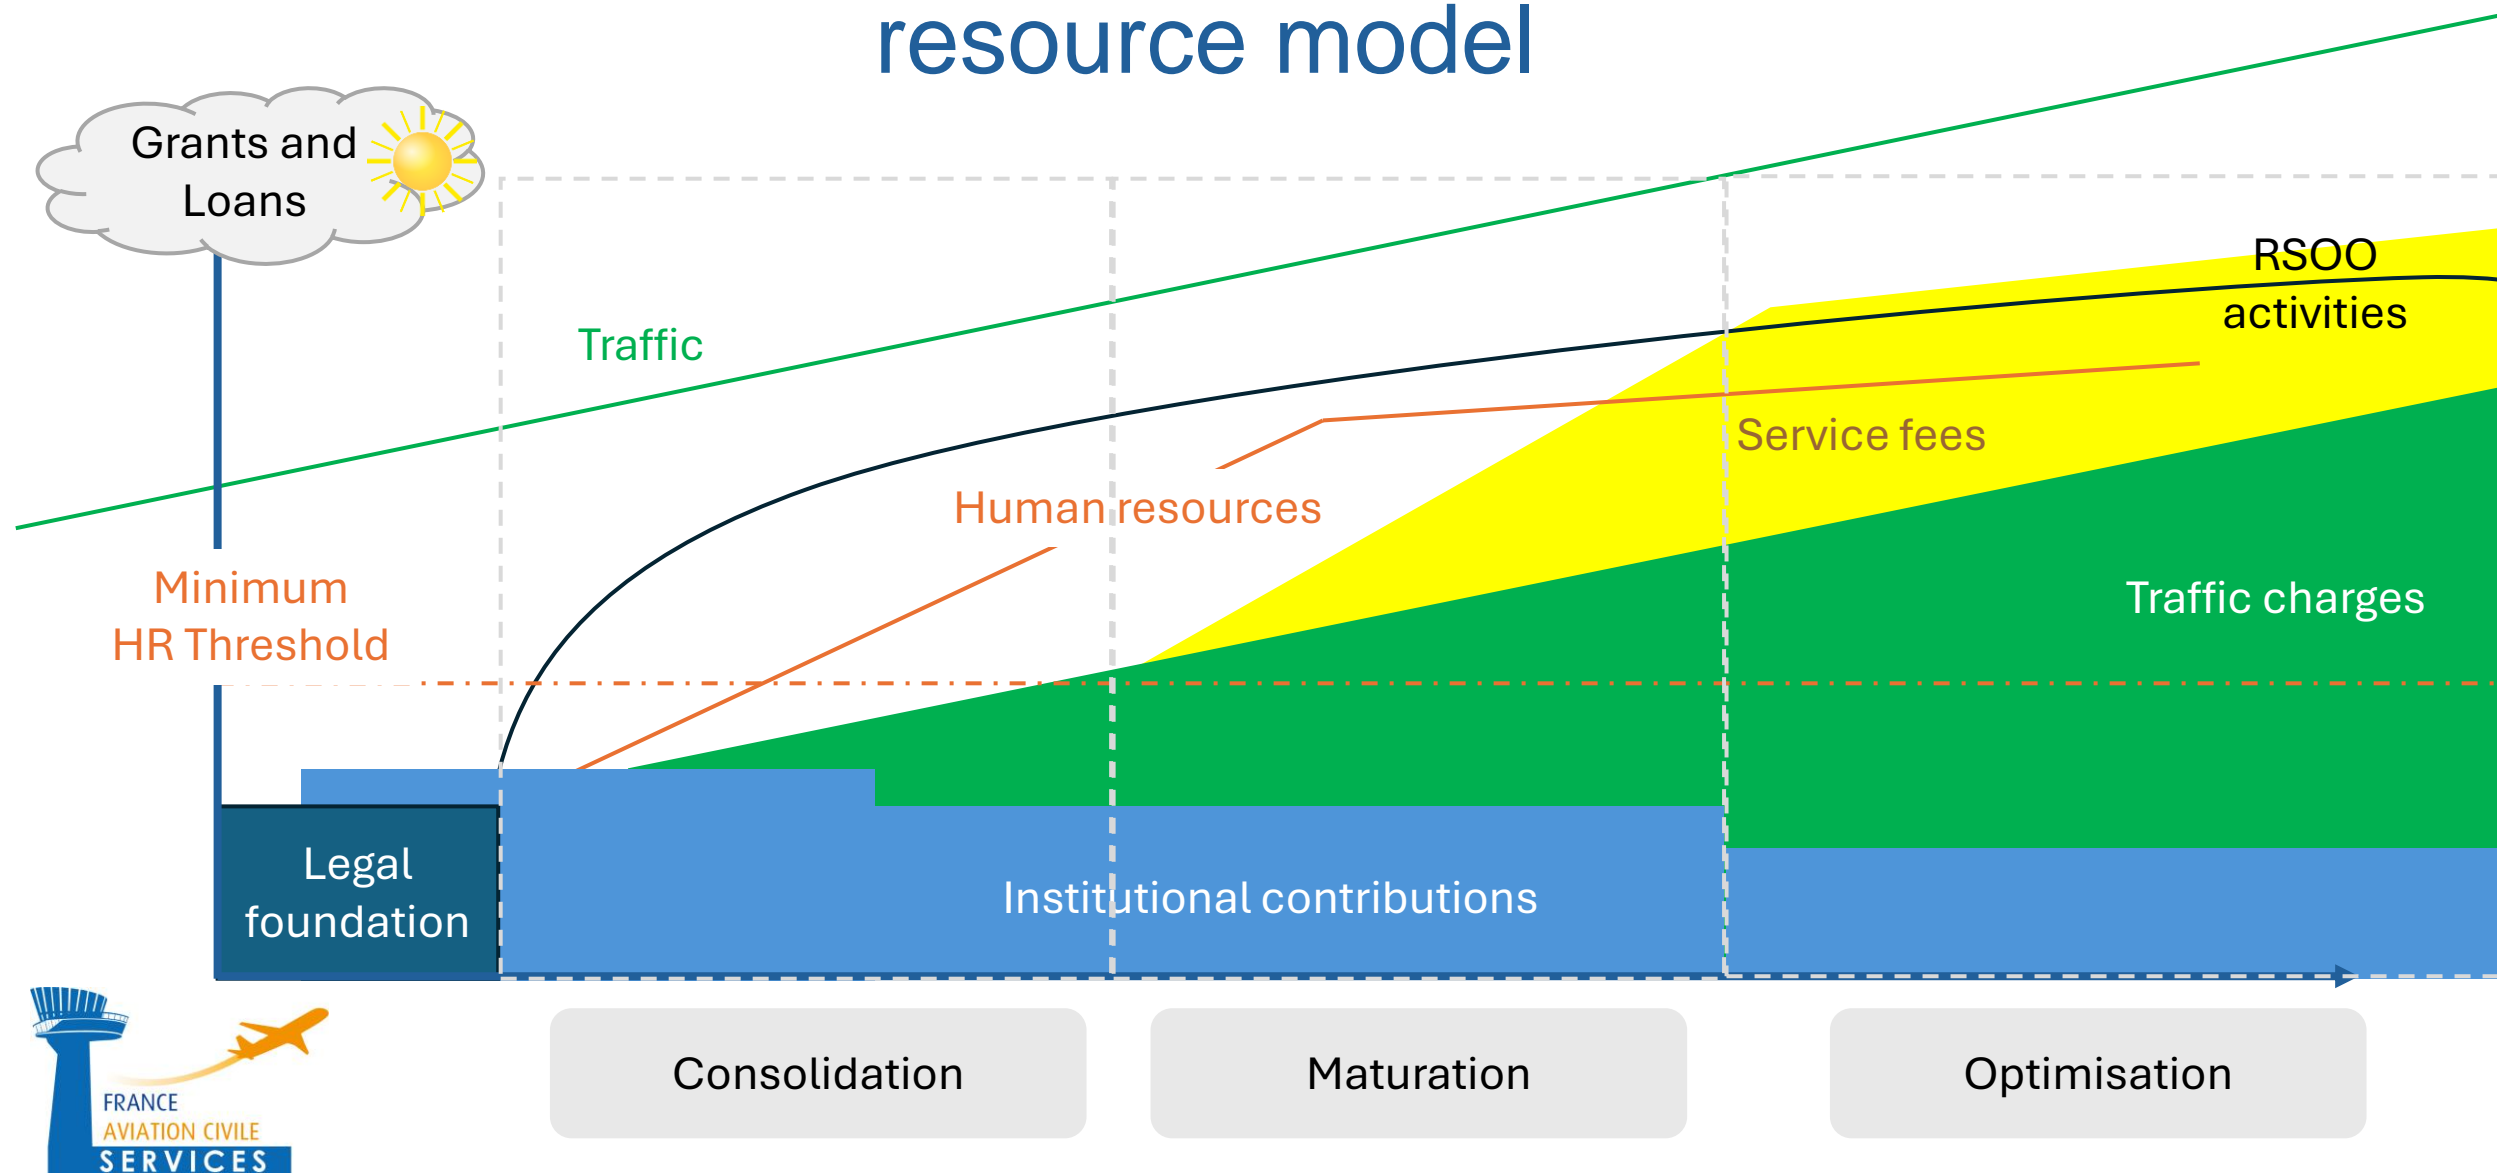 resource model
Grants and
Loans
Traffic
RSOO
activities
Service fees
Human resources
Minimum
HR Threshold
Traffic charges
Legal
foundation
Institutional contributions
Consolidation
Maturation
Optimisation
FRANCE
AVIATION CIVILE
SERVICES